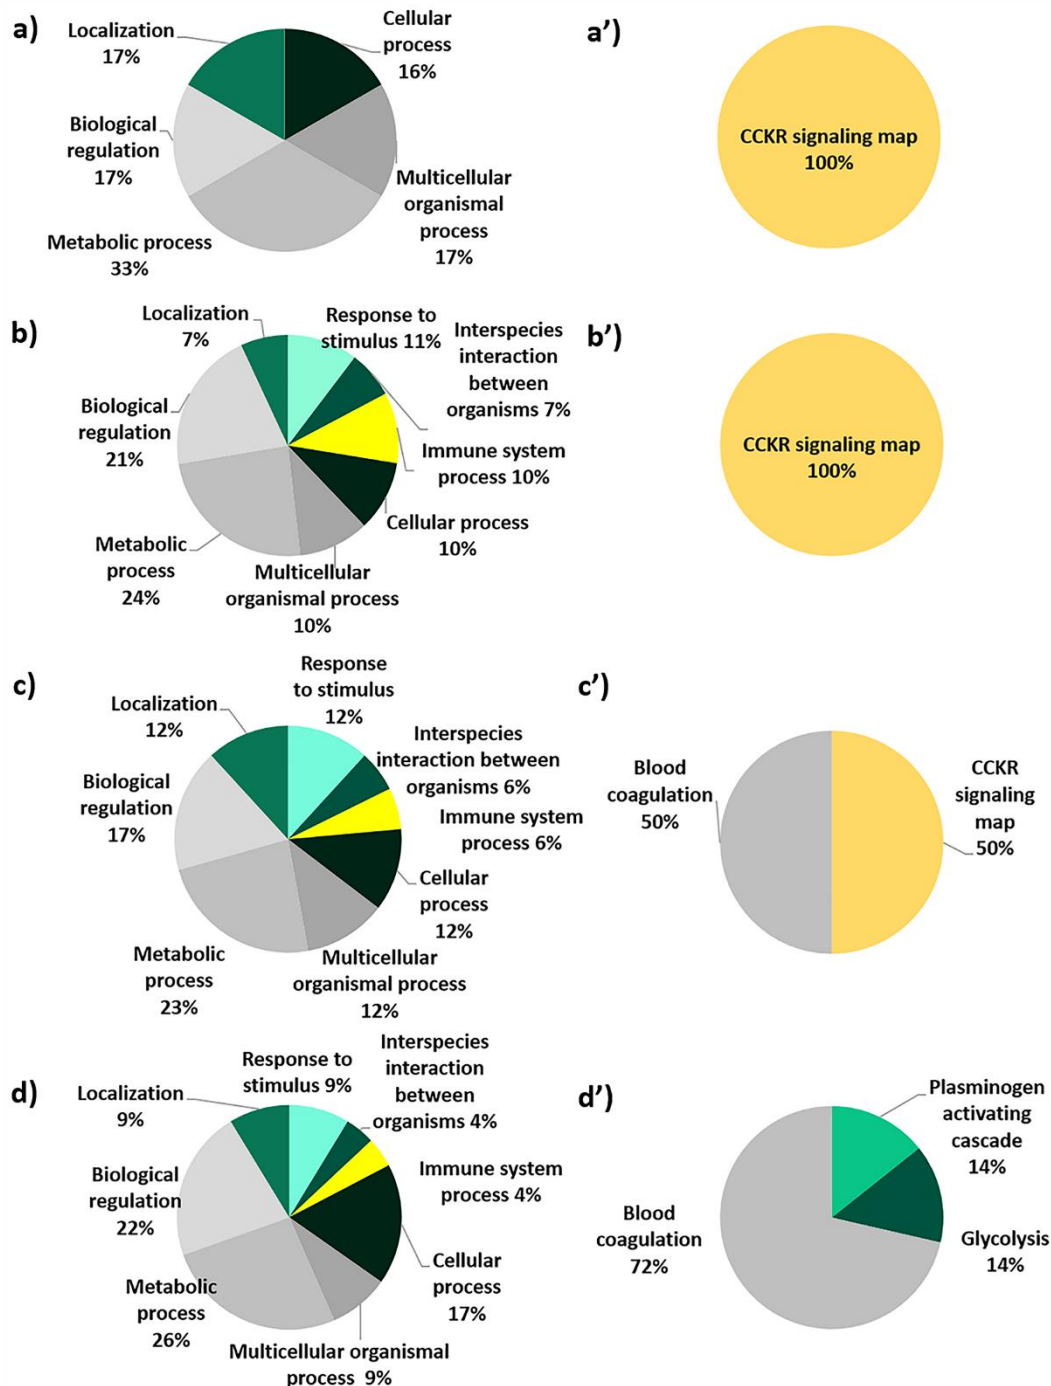 a)
Localization
17%
Cellular
process
16%
Biological
regulation
17%
Multicellular
organismal
process
17%
Metabolic process
33%
a’)
CCKR signaling map
100%
b)
Localization
7%
Response to
stimulus 11%
Interspecies
interaction
between
organisms 7%
Biological
regulation
21%
Immune system
process 10%
Cellular process
10%
Metabolic
process
24%
Multicellular
organismal process
10%
b’)
CCKR signaling map
100%
c)
Response
to stimulus
12%
Localization
12%
Interspecies
interaction between
organisms 6%
Biological
regulation
17%
Immune system
process 6%
Cellular
process
12%
Metabolic
process
23%
Multicellular
organismal process
12%
c’)
Blood
coagulation
50%
CCKR
signaling
map
50%
d)
Response to
stimulus 9%
Interspecies
interaction
between
organisms 4%
Localization
9%
Biological
regulation
22%
Immune system
process 4%
Cellular
process
17%
Metabolic
process
26%
Multicellular organismal
process 9%
d’)
Plasminogen
activating
cascade
14%
Blood
coagulation
72%
Glycolysis
14%